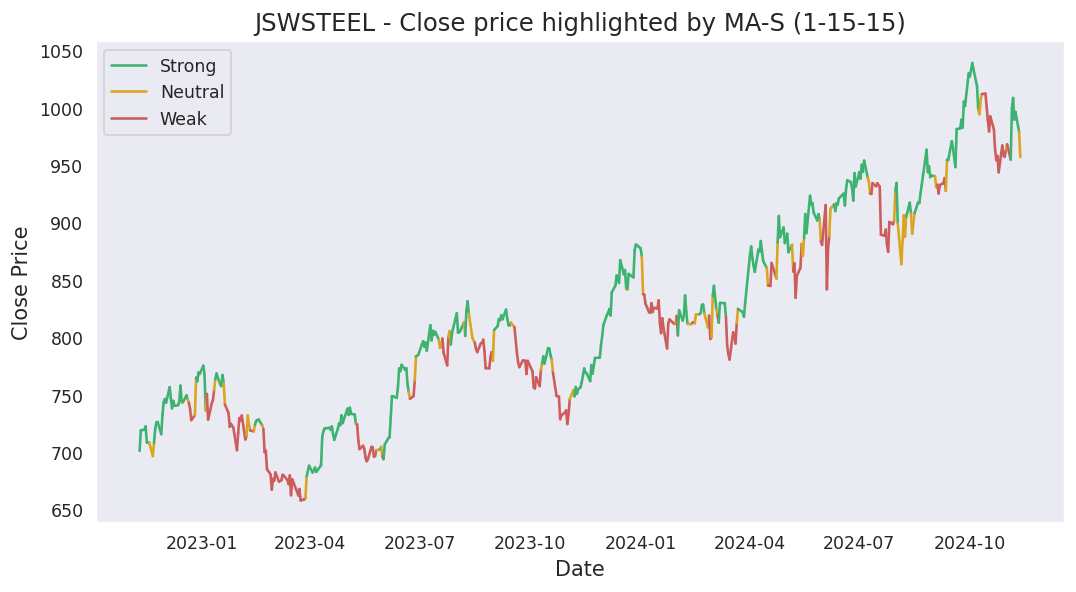 JSWSTEEL - Close price highlighted by MA-S (1-15-15)
Strong
Neutral
Weak
Close Price
1050
1000
950
900
850
800
750
700
650
2023-01 2023-04 2023-07 2023-10 2024-01 2024-04 2024-07 2024-10
Date